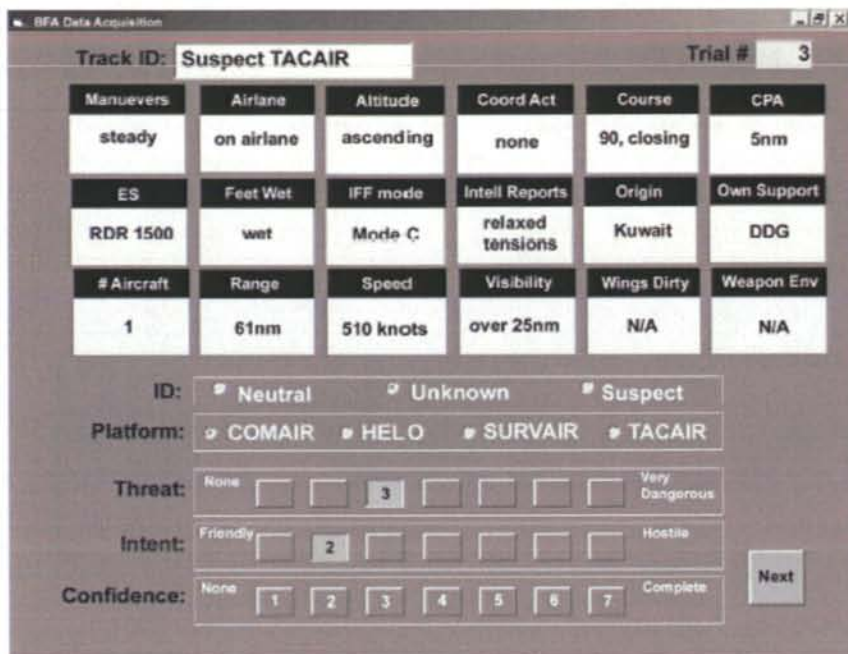 BFA Data Acquisition
Track ID: Suspect TACAIR Trial # 3
Manuevers Airlane Altitude Coord Act Course CPA
steady on airlane ascending none 90, closing 5nm
ES Feet Wet IFF mode Intell Reports Origin Own Support
RDR 1500 wet Mode C relaxed tensions Kuwait DDG
# Aircraft Range Speed Visibility Wings Dirty Weapon Env
1 61nm 510 knots over 25nm N/A N/A
ID: Neutral Unknown Suspect
Platform: COMAIR HELO SURVAIR TACAIR
Threat: None 3 Very Dangorous
Intent: Friendly 2 Hostile
Confidence: None 1 2 3 4 5 6 7 Complete
Next